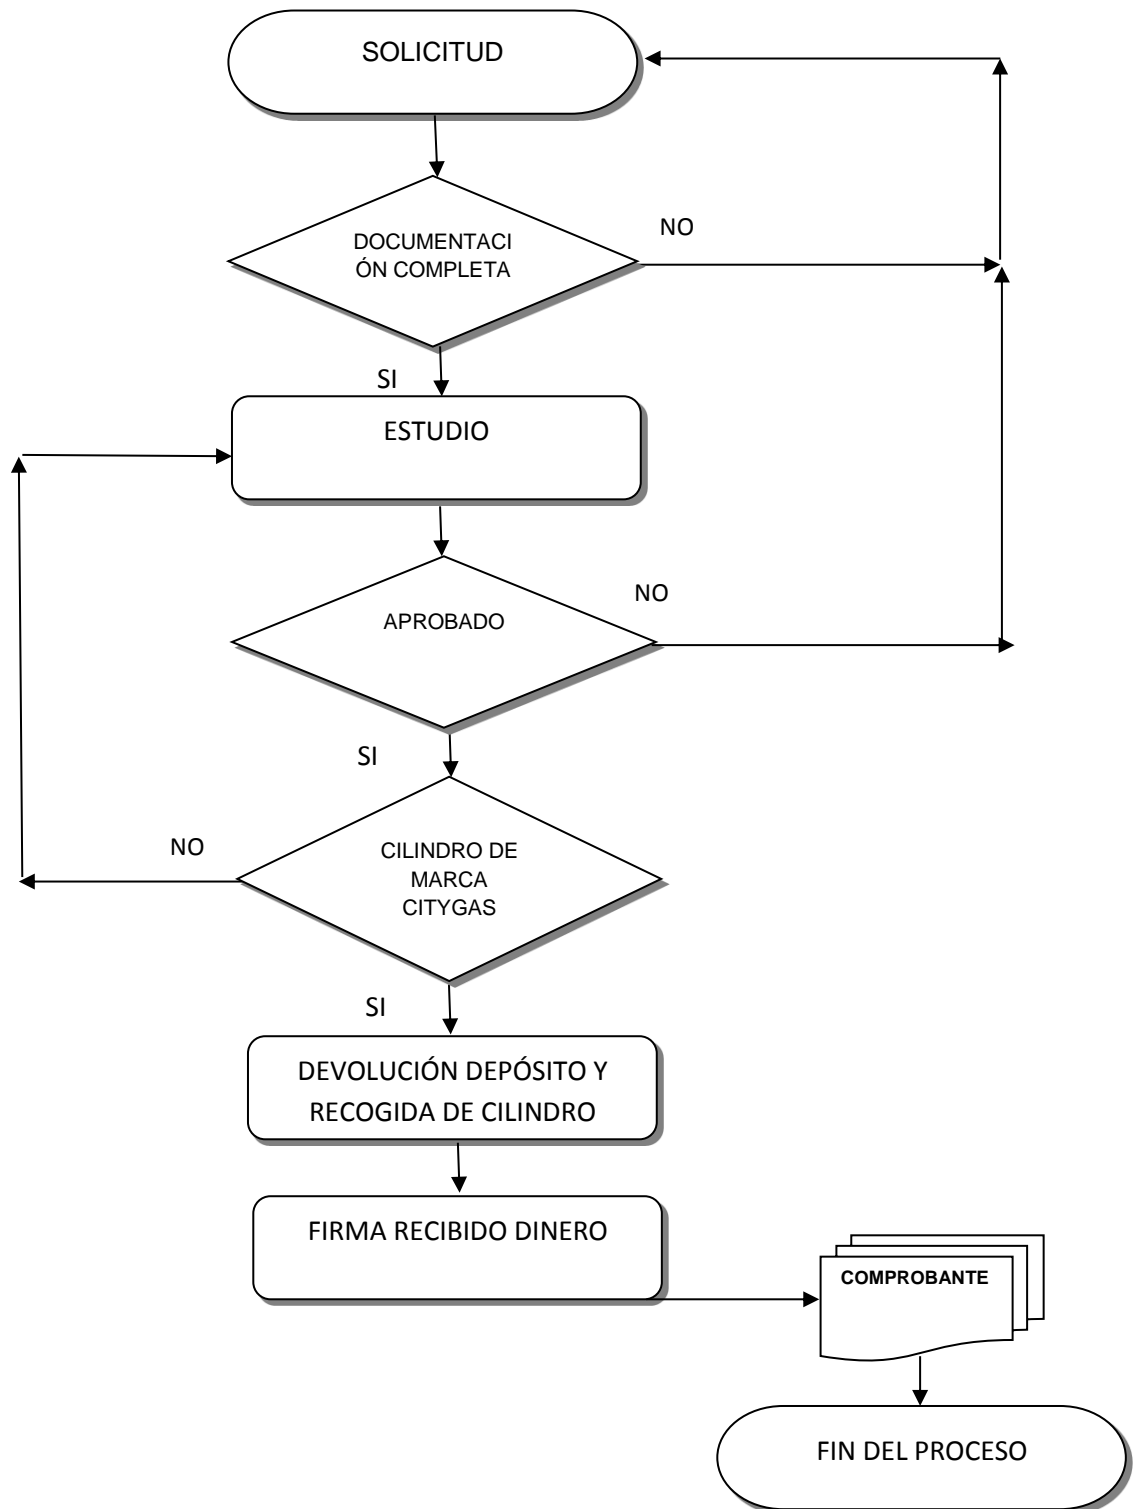 SOLICITUD
NO
DOCUMENTACI
ÓN COMPLETA
SI
ESTUDIO
NO
APROBADO
SI
NO
CILINDRO DE
MARCA
CITYGAS
SI
DEVOLUCIÓN DEPÓSITO Y
RECOGIDA DE CILINDRO
FIRMA RECIBIDO DINERO
COMPROBANTE
FIN DEL PROCESO